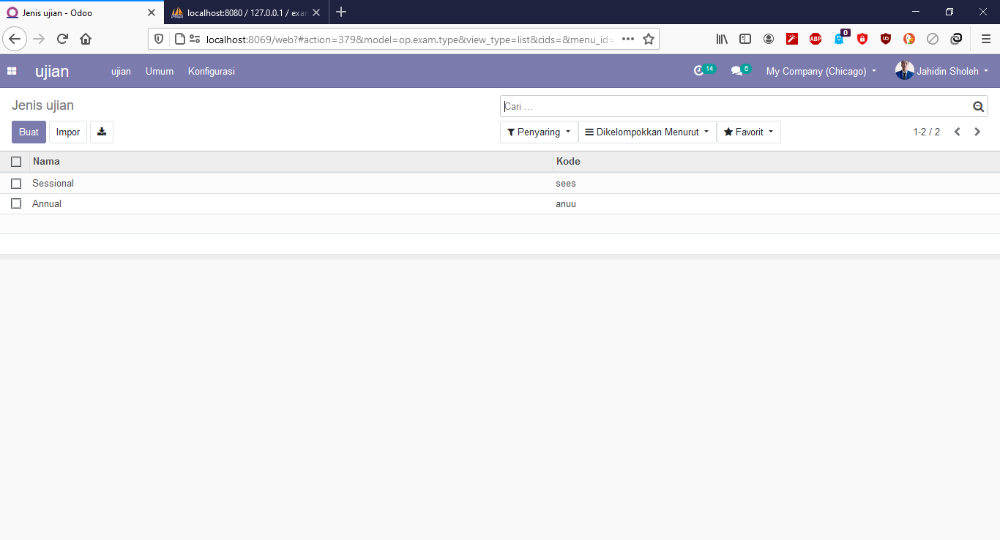 Jenis ujian - Odoo
localhost:8080 / 127.0.0.1 / exam
localhost:8069/web?#action=379&model=op.exam.type&view_type=list&cids=&menu_id=
ABP
0
UD
ujian
ujian
Umum
Konfigurasi
14
6
My Company (Chicago)
Jahidin Sholeh
Jenis ujian
Cari ...
Buat
Impor
Penyaring
Dikelompokkan Menurut
Favorit
1-2 / 2
Nama
Kode
Sessional
sees
Annual
anuu